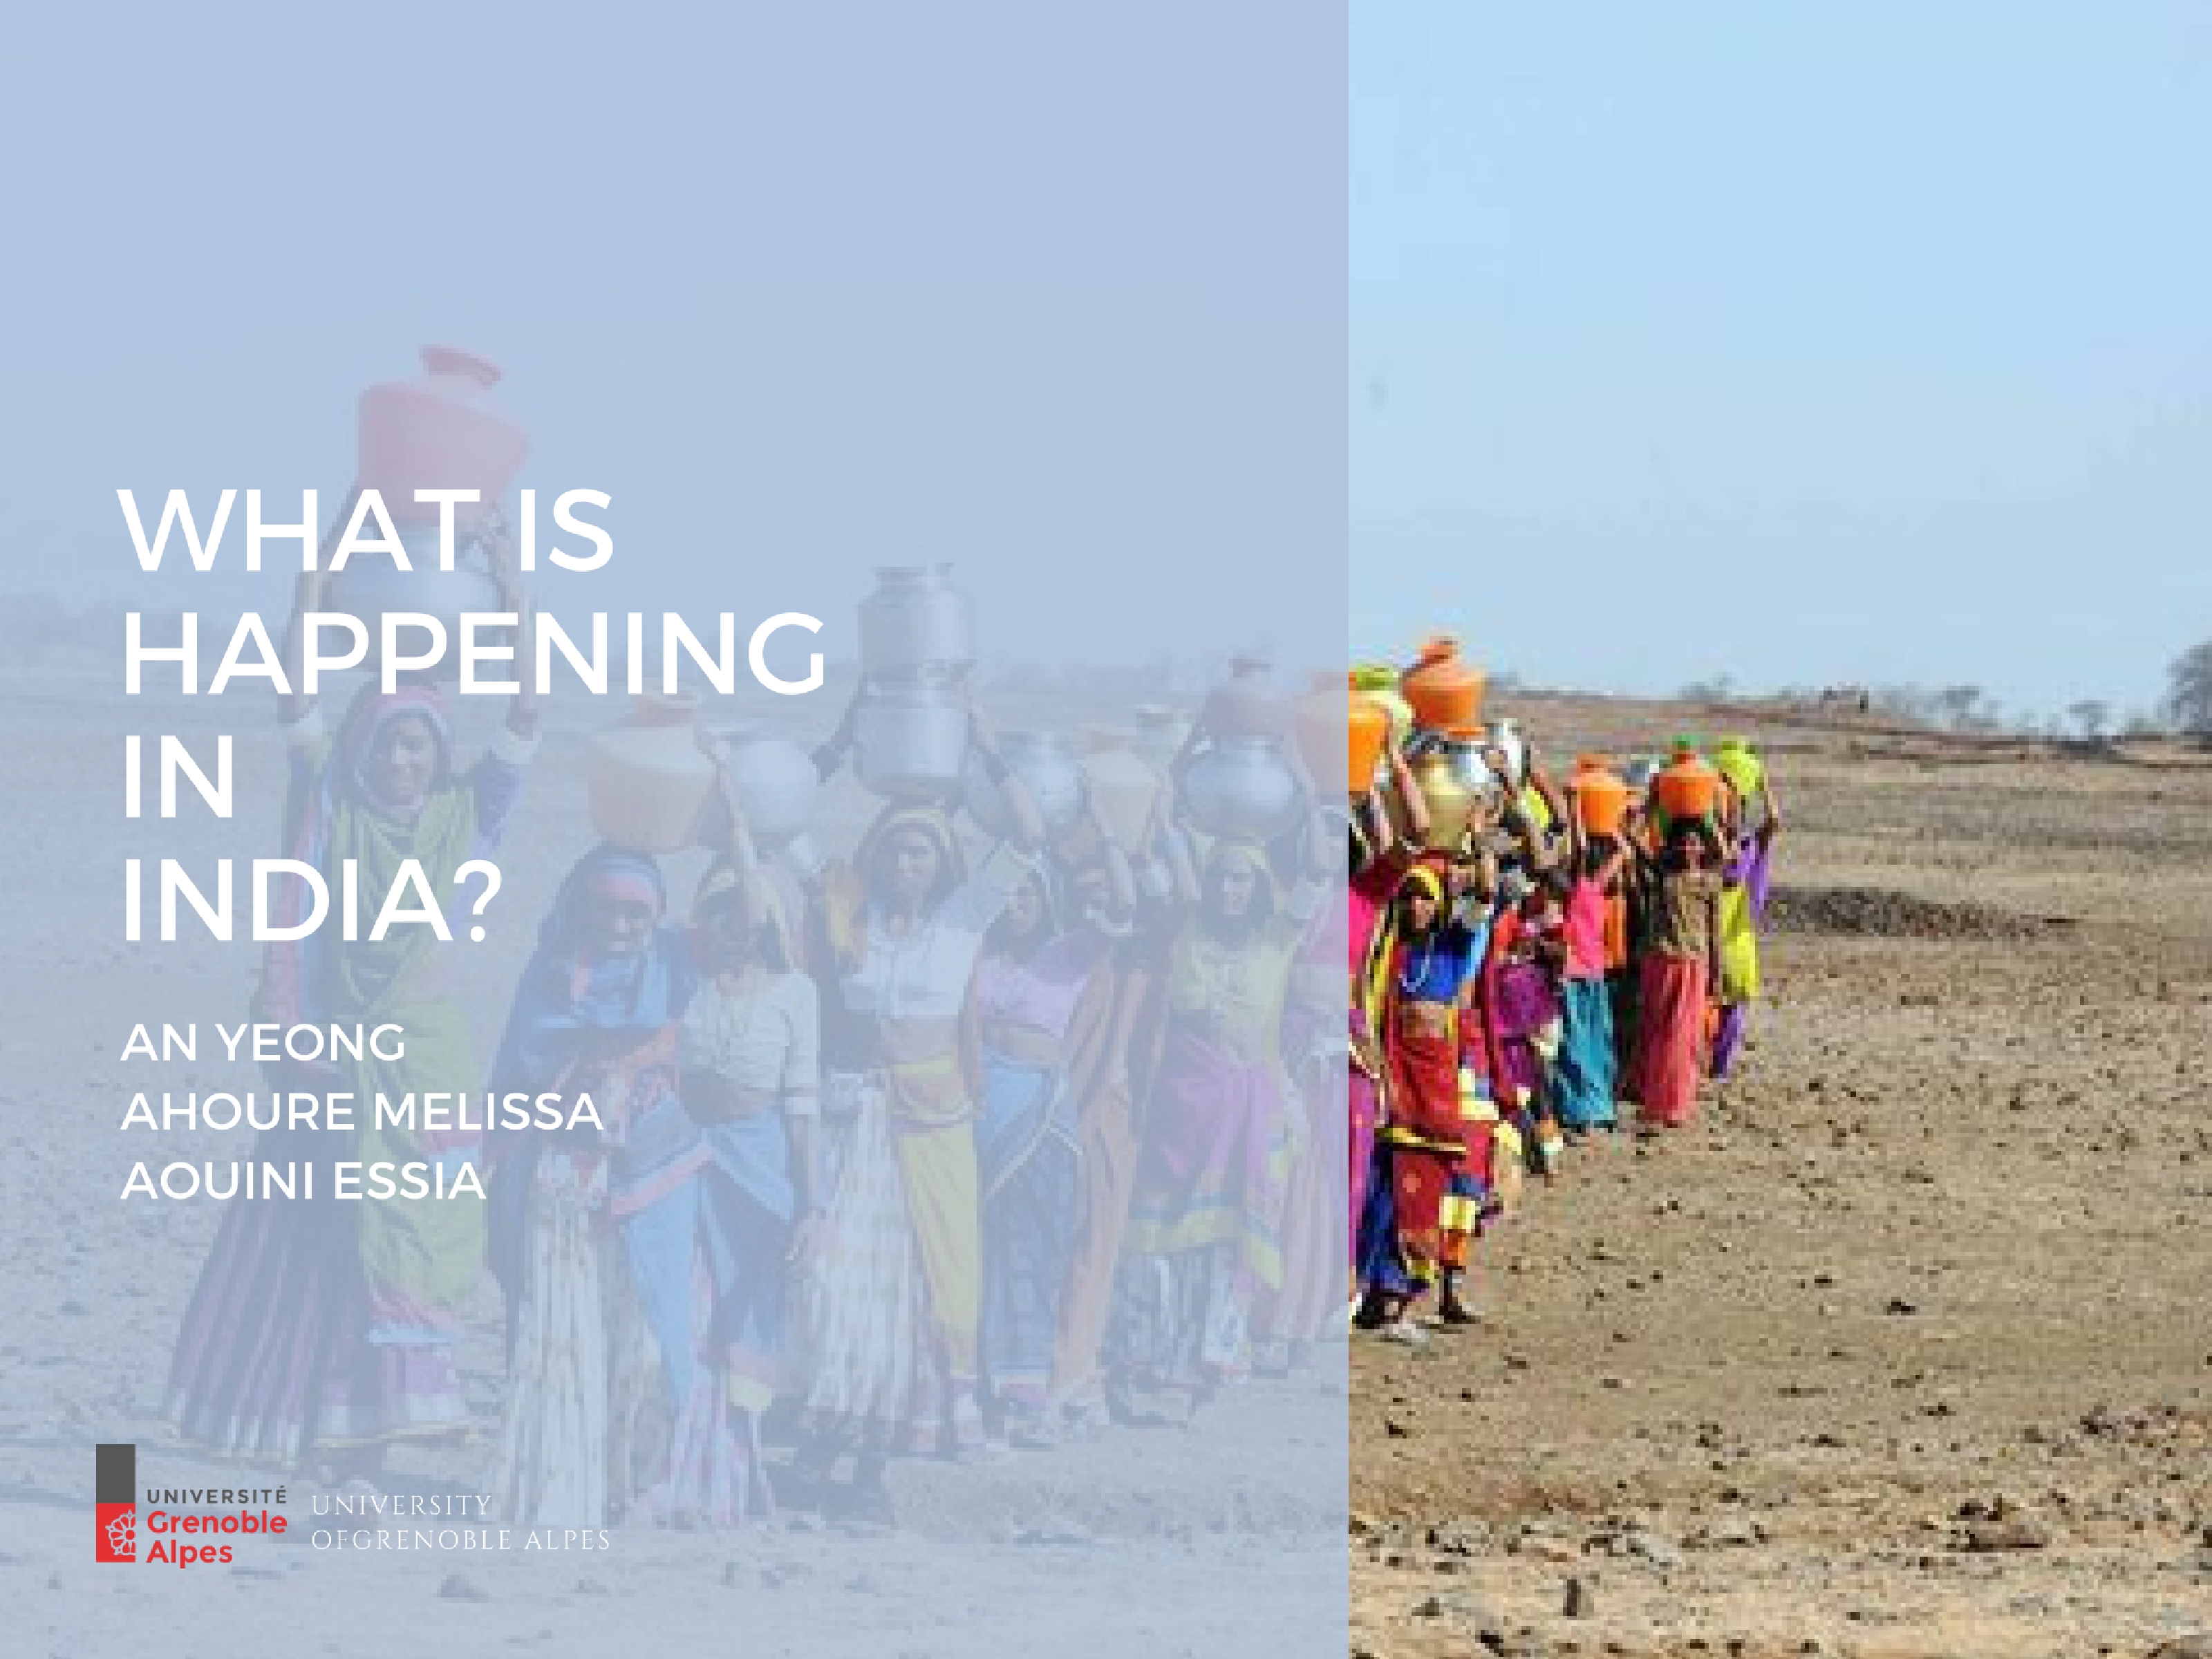 WHAT IS
HAPPENING
IN
INDIA?
AN YEONG
AHOURE MELISSA
AOUINI ESSIA
UNIVERSITÉ
Grenoble
Alpes
UNIVERSITY
OFGRENOBLE ALPES